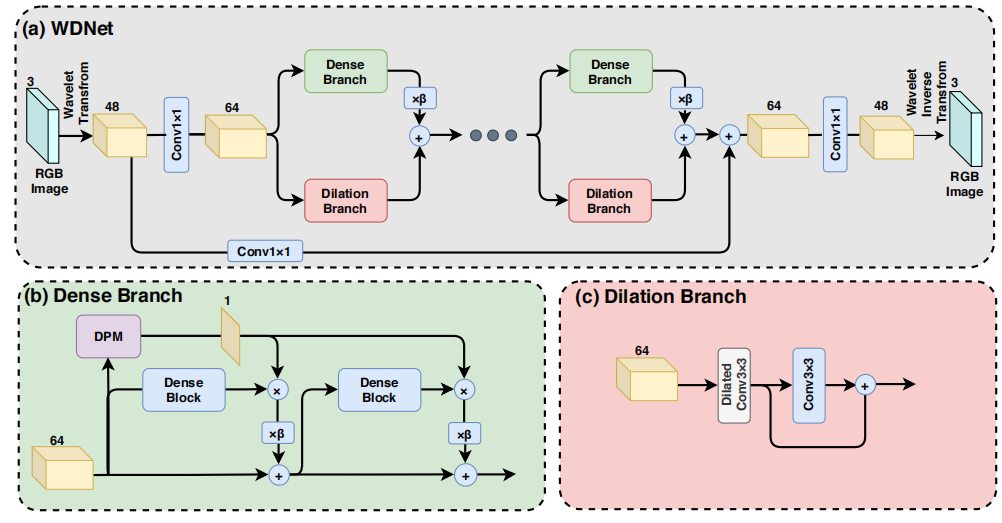 (a) WDNet
3
Wavelet
Transfrom
48
Conv1×1
64
Dense
Branch
×β
+
Dilation
Branch
Dense
Branch
×β
+
+
Dilation
Branch
64
Conv1×1
48
Wavelet
Inverse
Transfrom
3
RGB
Image
RGB
Image
Conv1×1
(b) Dense Branch
1
DPM
Dense
Block
×
Dense
Block
×
×β
×β
64
+
+
(c) Dilation Branch
64
Dilated
Conv3×3
Conv3×3
+